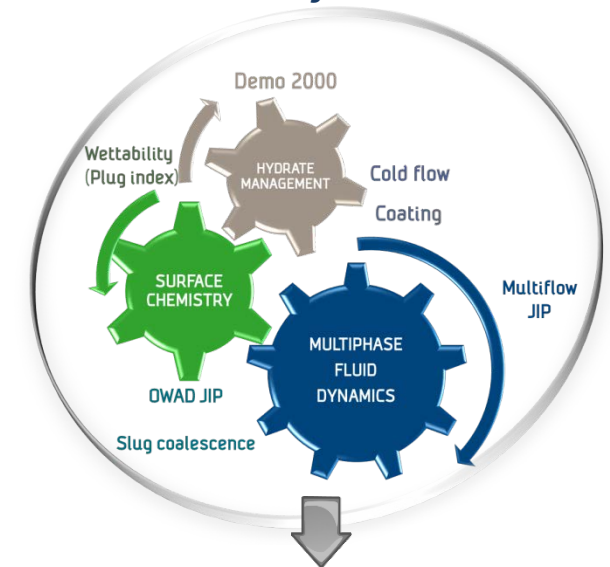 Demo 2000
Wettability
(Plug index)
HYDRATE
MANAGEMENT
Cold flow
Coating
SURFACE
CHEMISTRY
Multiflow
JIP
MULTIPHASE
FLUID
DYNAMICS
OWAD JIP
Slug coalescence